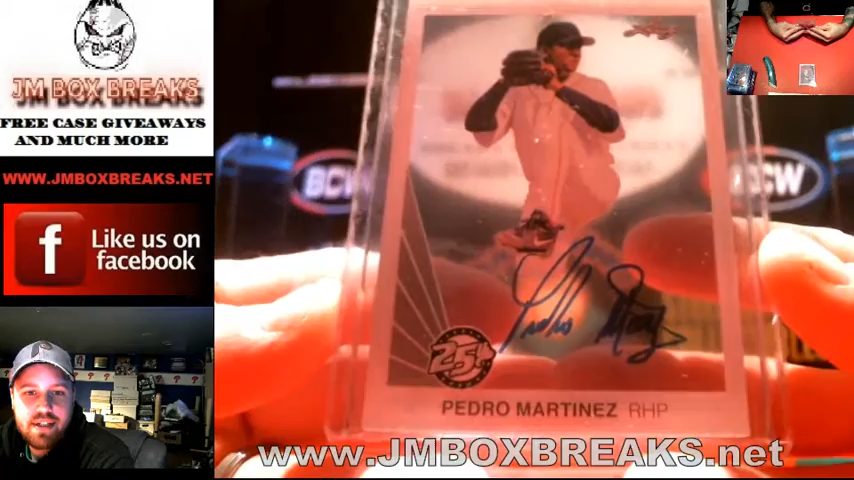 JM BOX BREAKS
FREE CASE GIVEAWAYS
AND MUCH MORE
WWW.JMBOXBREAKS.NET
f
Like us on
facebook
BCW
BCW
25th
PEDRO MARTINEZ RHP
www.JMBOXBREAKS.net